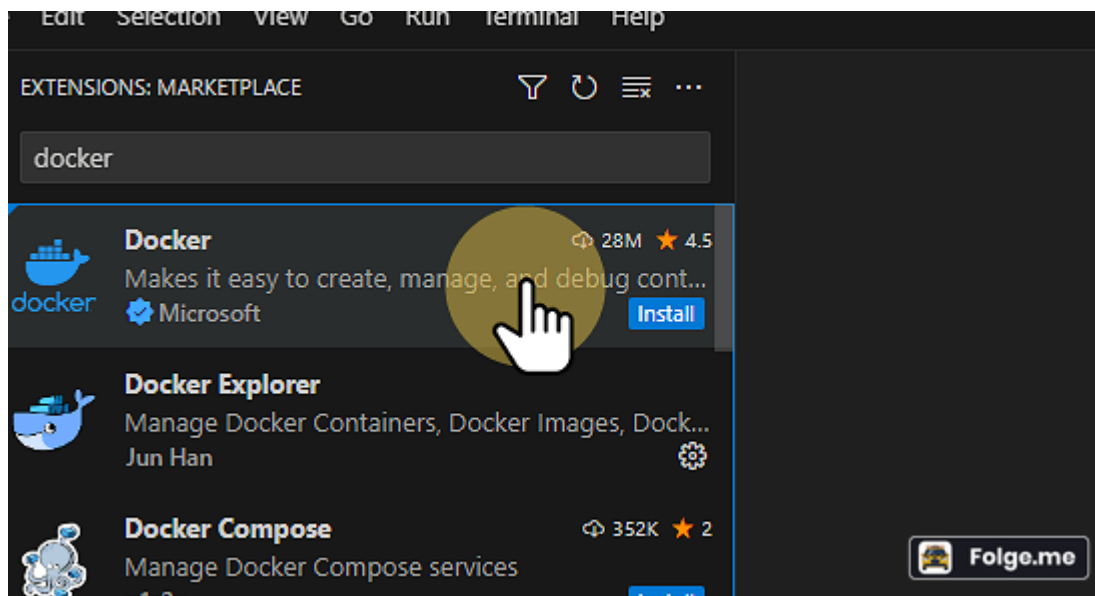 Edit Selection View Go Run Terminal Help
EXTENSIONS: MARKETPLACE
docker
Docker 28M 4.5
Makes it easy to create, manage, and debug cont...
docker
Microsoft Install
Docker Explorer
Manage Docker Containers, Docker Images, Dock...
Jun Han
Docker Compose 352K 2
Manage Docker Compose services
Install
Folge.me